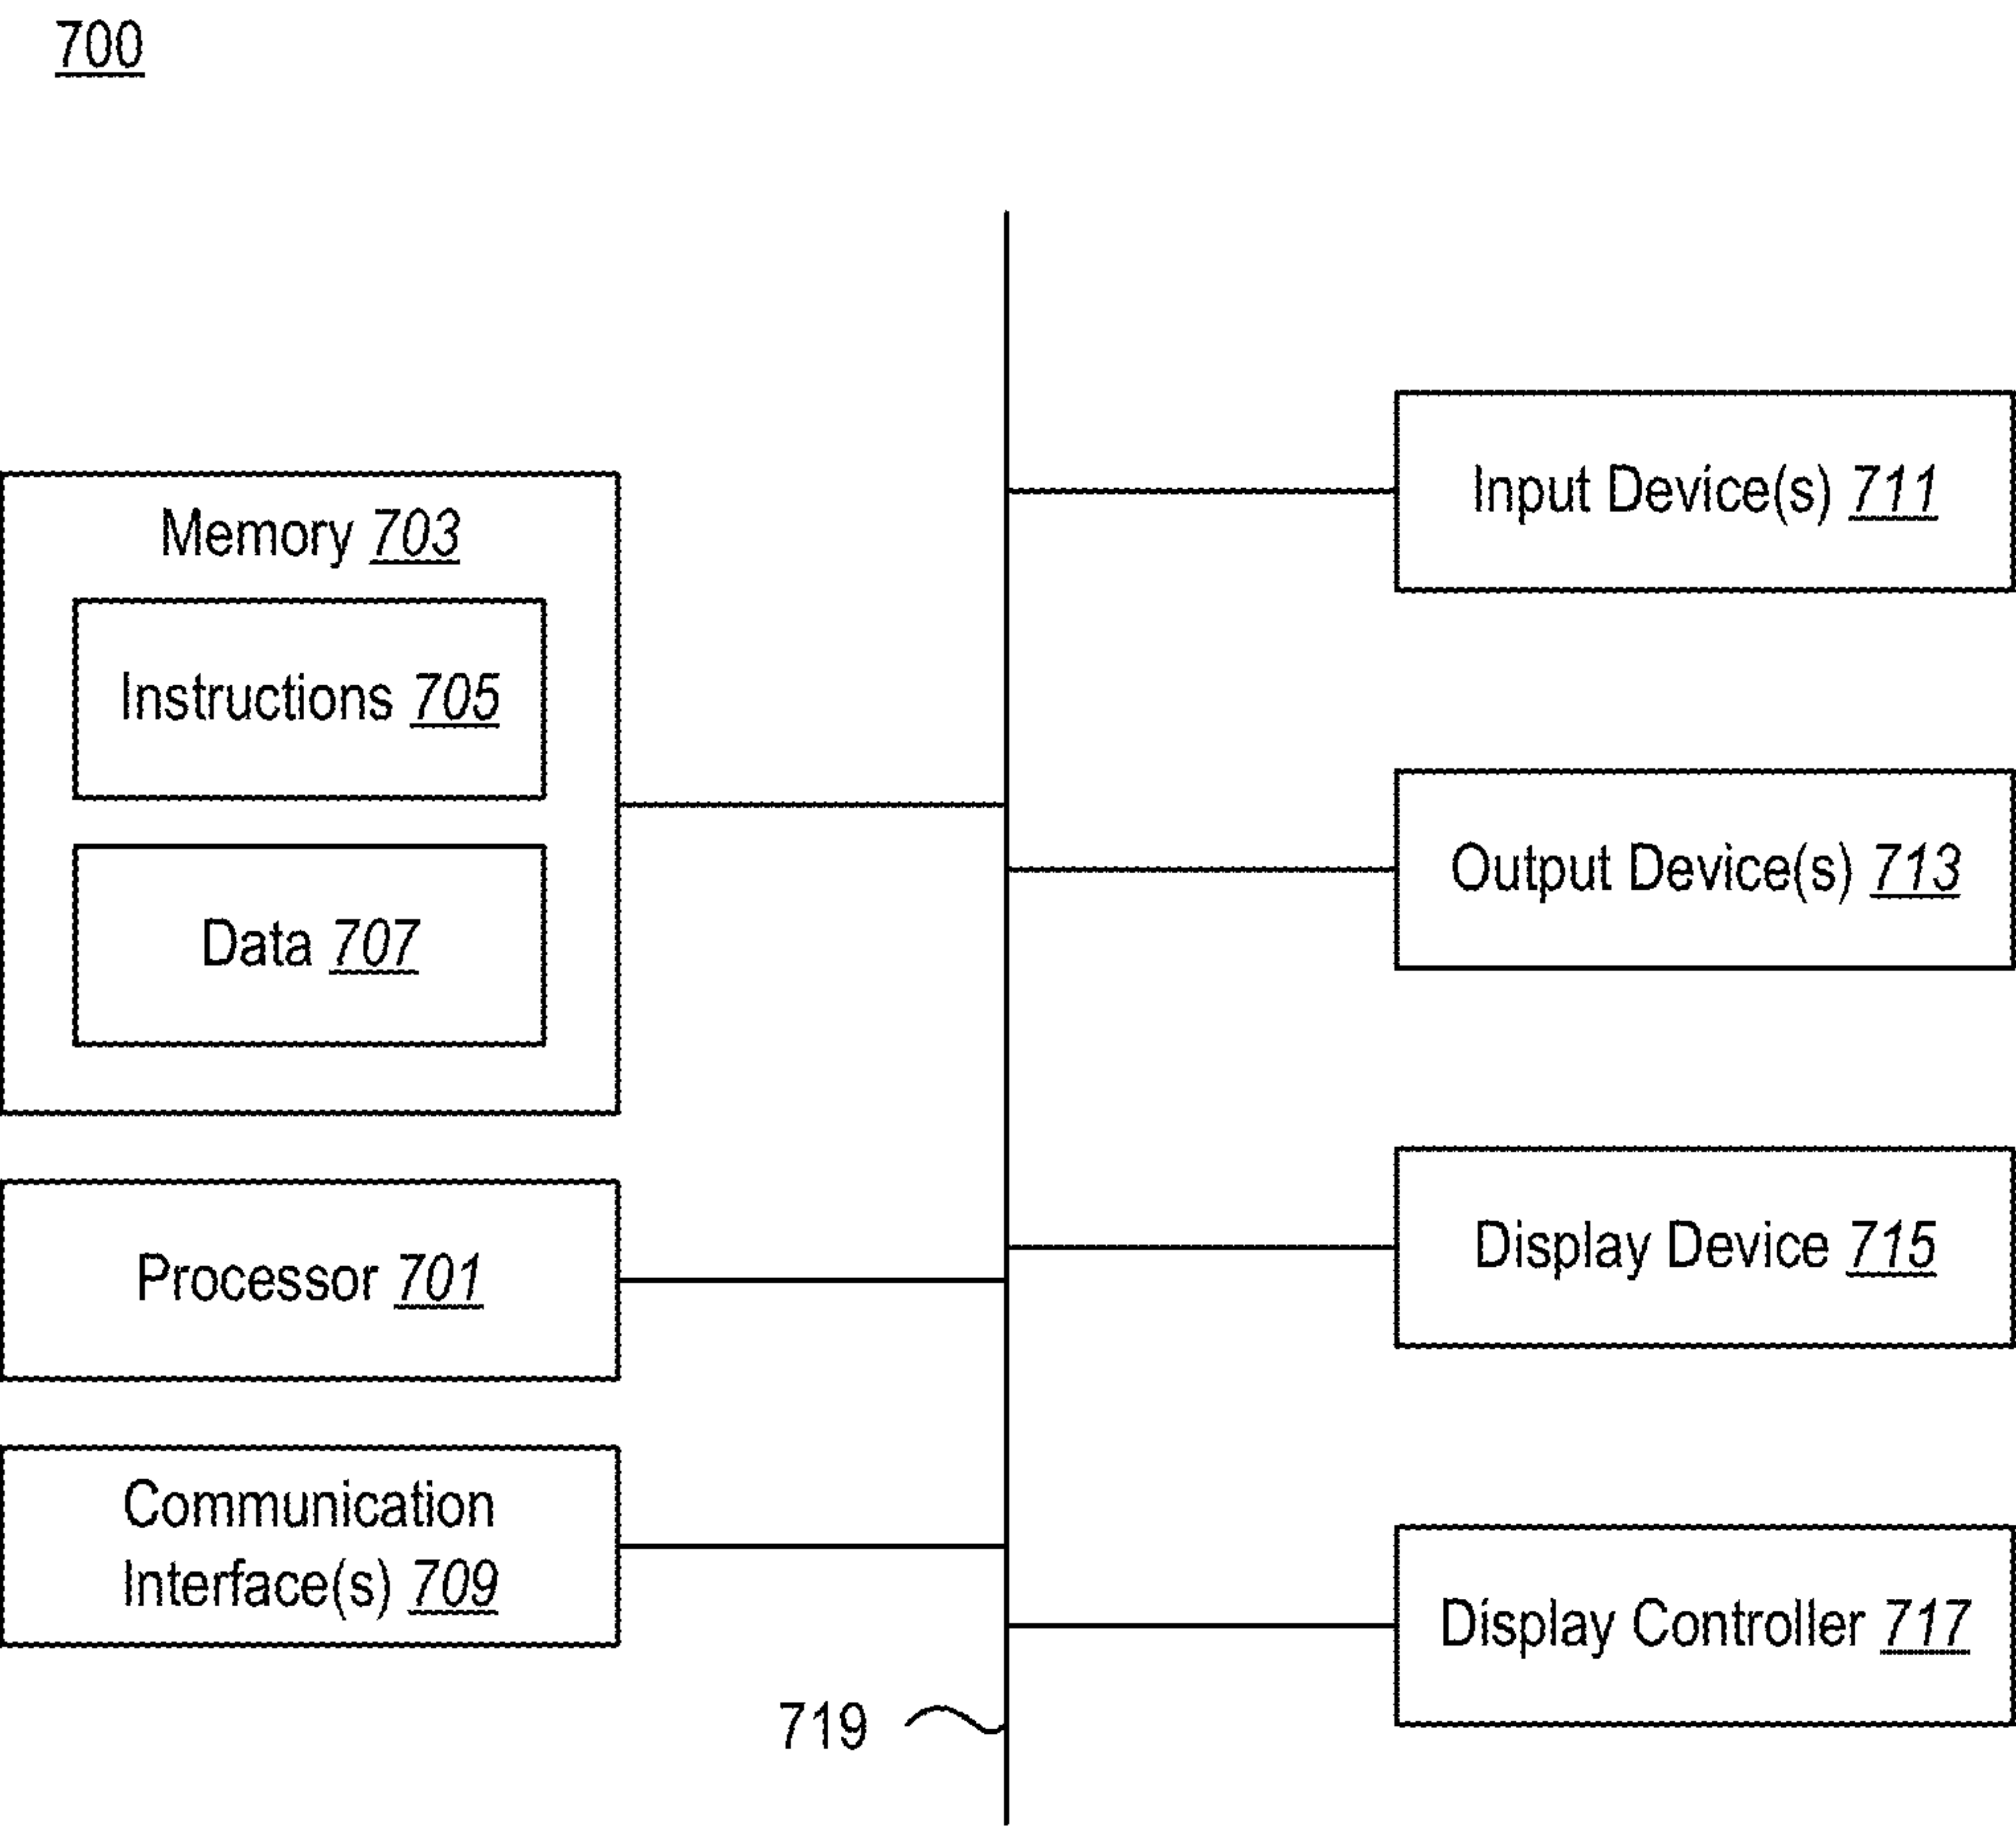 700
Memory 703
Instructions 705
Data 707
Processor 701
Communication
Interface(s) 709
Input Device(s) 711
Output Device(s) 713
Display Device 715
Display Controller 717
719